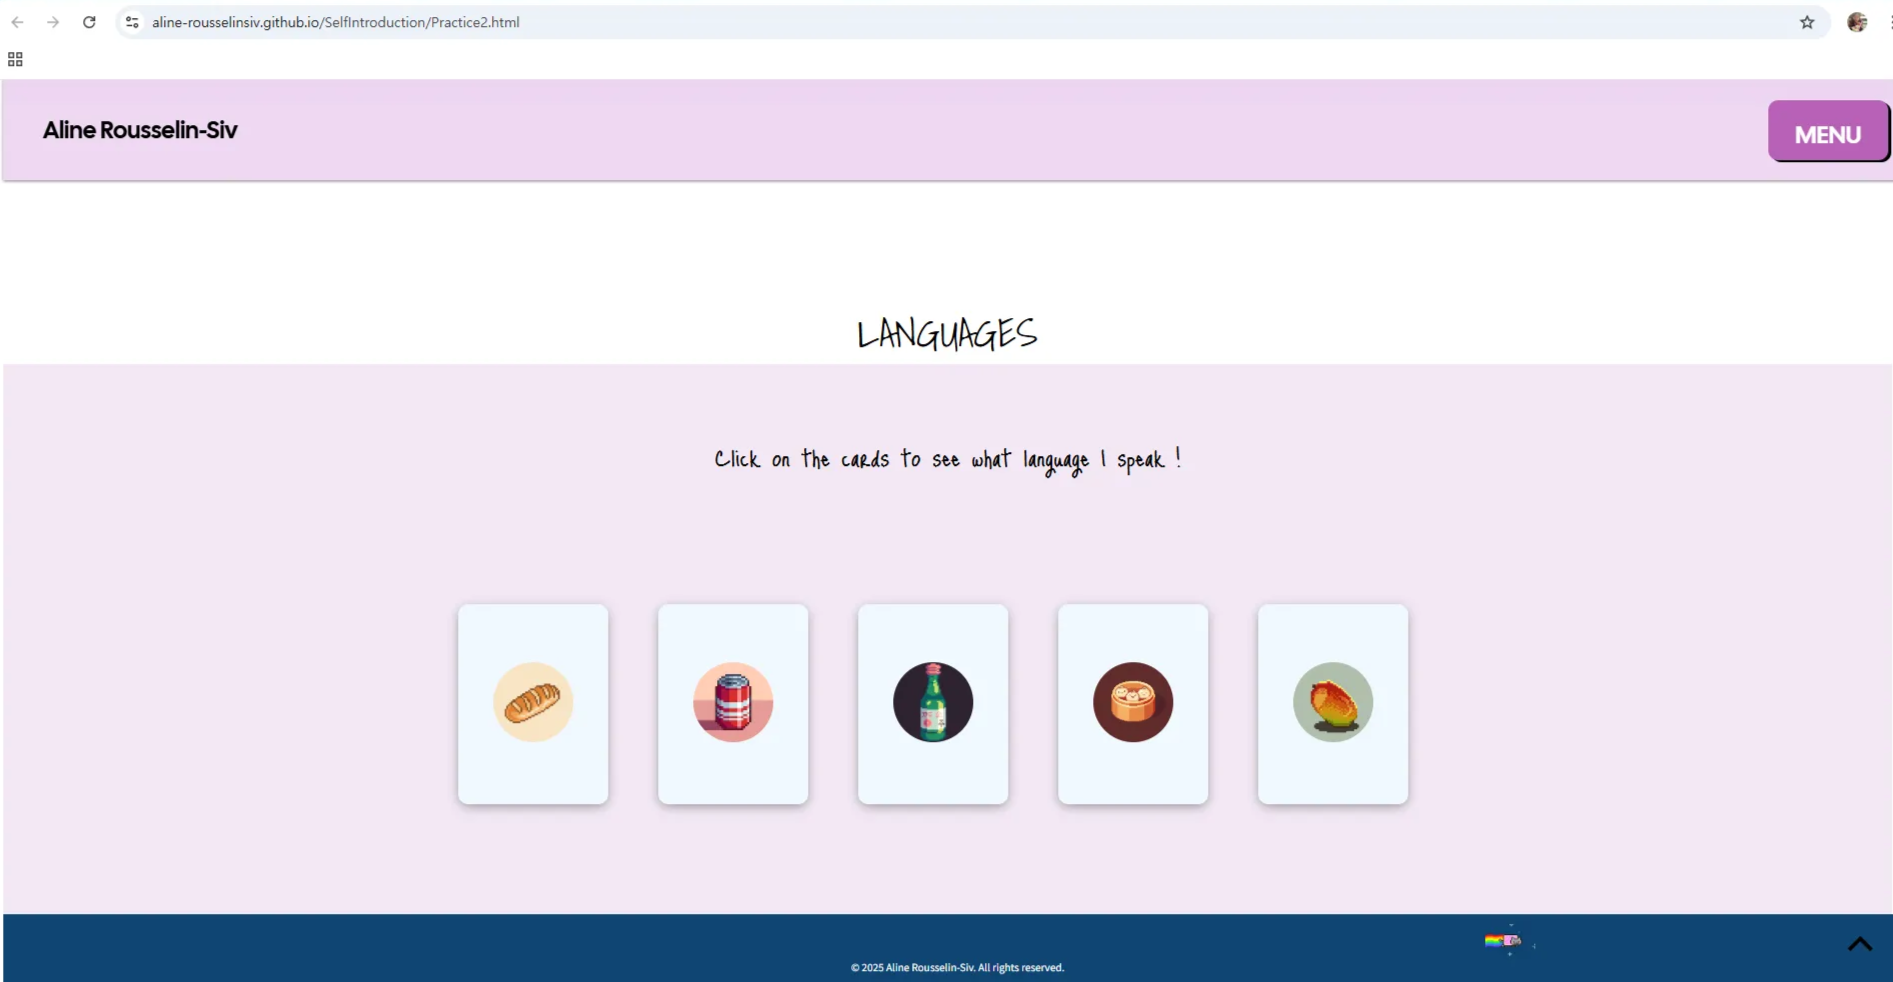 aline-rousselinsiv.github.io/SelfIntroduction/Practice2.html
Aline Rousselin-Siv
MENU
LANGUAGES
Click on the cards to see what language I speak !
© 2025 Aline Rousselin-Siv. All rights reserved.